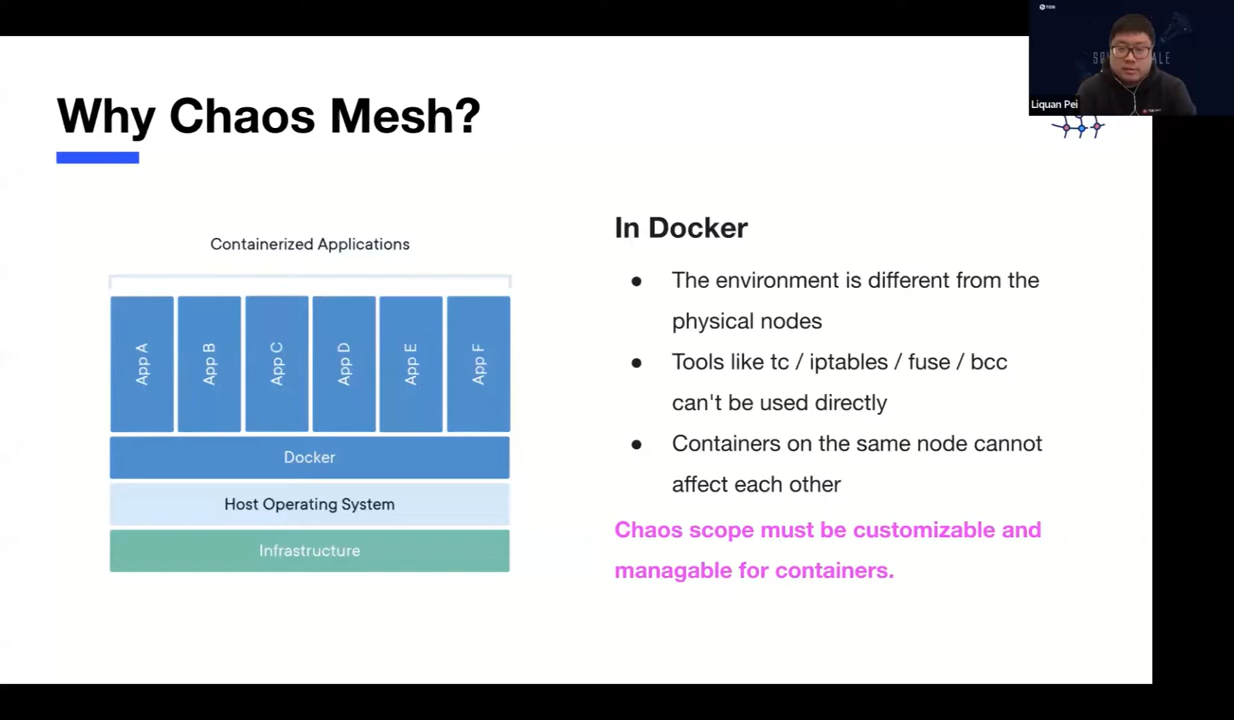 Why Chaos Mesh?
Liquan Pei
Containerized Applications
App A
App B
App C
App D
App E
App F
Docker
Host Operating System
Infrastructure
In Docker
● The environment is different from the
physical nodes
● Tools like tc / iptables / fuse / bcc
can't be used directly
● Containers on the same node cannot
affect each other
Chaos scope must be customizable and
managable for containers.